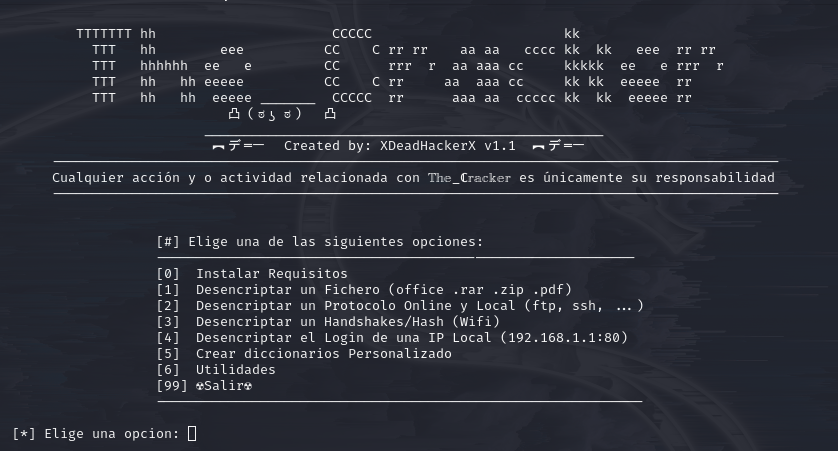 TTTTTTT hh                      CCCCC                        kk
  TTT   hh        eee          CC    C rr rr    aa aa   cccc kk  kk   eee  rr rr
  TTT   hhhhhh  ee   e         CC      rrr  r  aa aaa cc     kkkkk  ee   e rrr  r
  TTT   hh   hh eeeee          CC    C rr     aa  aaa cc     kk kk  eeeee  rr
  TTT   hh   hh  eeeee _______  CCCCC  rr      aaa aa  ccccc kk  kk  eeeee rr
凸 ( ಠ ʖ ಠ ) 凸
︻デ═一 Created by: XDeadHackerX v1.1 ︻デ═一
Cualquier acción y o actividad relacionada con 𝕋𝕙𝕖_ℂ𝕣𝕒𝕔𝕜𝕖𝕣 es únicamente su responsabilidad
[#] Elige una de las siguientes opciones:
[0] Instalar Requisitos
[1] Desencriptar un Fichero (office .rar .zip .pdf)
[2] Desencriptar un Protocolo Online y Local (ftp, ssh, ...)
[3] Desencriptar un Handshakes/Hash (Wifi)
[4] Desencriptar el Login de una IP Local (192.168.1.1:80)
[5] Crear diccionarios Personalizado
[6] Utilidades
[99] ☢Salir☢
[*] Elige una opcion: